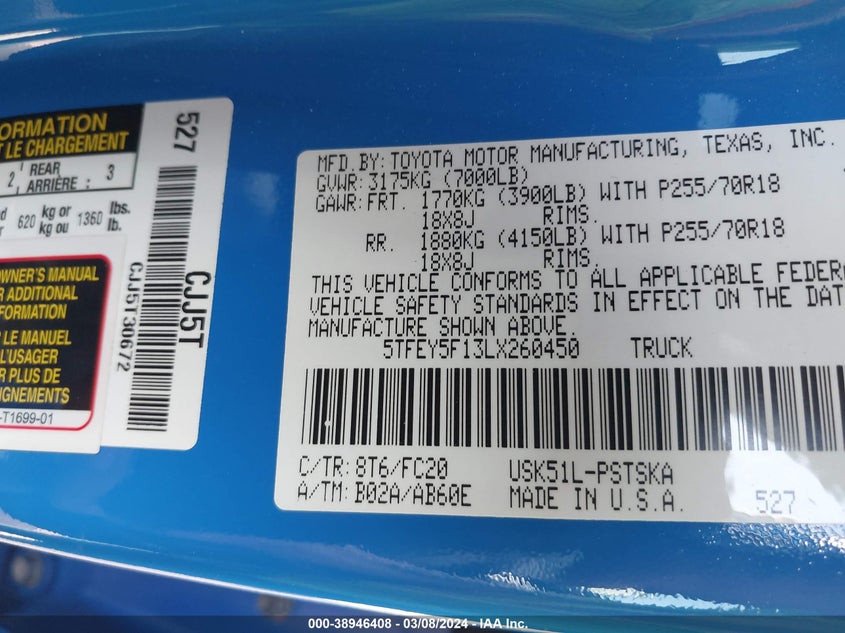 FORMATION
T LE CHARGEMENT
2 REAR ARRIÈRE : 3
620 kg or kg ou 1360 lbs. lb.
OWNER'S MANUAL
R ADDITIONAL
FORMATION
LE MANUEL
L'USAGER
R PLUS DE
IGNEMENTS
-T1699-01
527
CJJ5T30672
CJJ5T
MFD.BY:TOYOTA MOTOR MANUFACTURING, TEXAS, INC.
GVWR:3175KG (7000LB)
GAWR:FRT. 1770KG (3900LB) WITH P255/70R18
18X8J RIMS.
RR. 1880KG (4150LB) WITH P255/70R18
18X8J RIMS.
THIS VEHICLE CONFORMS TO ALL APPLICABLE FEDER
VEHICLE SAFETY STANDARDS IN EFFECT ON THE DAT
MANUFACTURE SHOWN ABOVE.
5TFEY5F13LX260450 TRUCK
C/TR:8T6/FC20 USK51L-PSTSKA
A/TM:B02A/AB60E MADE IN U.S.A. 527
000-38946408 - 03/08/2024 - IAA Inc.